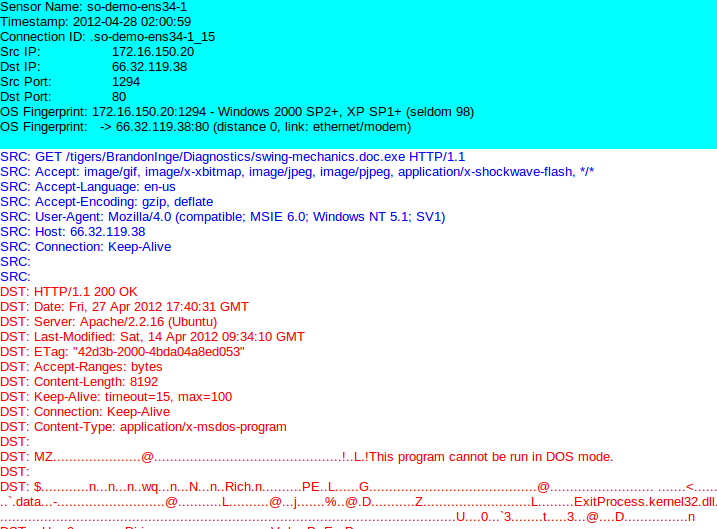 Sensor Name: so-demo-ens34-1
Timestamp: 2012-04-28 02:00:59
Connection ID: .so-demo-ens34-1_15
Src IP: 172.16.150.20
Dst IP: 66.32.119.38
Src Port: 1294
Dst Port: 80
OS Fingerprint: 172.16.150.20:1294 - Windows 2000 SP2+, XP SP1+ (seldom 98)
OS Fingerprint: -> 66.32.119.38:80 (distance 0, link: ethernet/modem)
SRC: GET /tigers/BrandonInge/Diagnostics/swing-mechanics.doc.exe HTTP/1.1
SRC: Accept: image/gif, image/x-xbitmap, image/jpeg, image/pjpeg, application/x-shockwave-flash, */*
SRC: Accept-Language: en-us
SRC: Accept-Encoding: gzip, deflate
SRC: User-Agent: Mozilla/4.0 (compatible; MSIE 6.0; Windows NT 5.1; SV1)
SRC: Host: 66.32.119.38
SRC: Connection: Keep-Alive
SRC:
SRC:
DST: HTTP/1.1 200 OK
DST: Date: Fri, 27 Apr 2012 17:40:31 GMT
DST: Server: Apache/2.2.16 (Ubuntu)
DST: Last-Modified: Sat, 14 Apr 2012 09:34:10 GMT
DST: ETag: "42d3b-2000-4bda04a8ed053"
DST: Accept-Ranges: bytes
DST: Content-Length: 8192
DST: Keep-Alive: timeout=15, max=100
DST: Connection: Keep-Alive
DST: Content-Type: application/x-msdos-program
DST:
DST: MZ......................@...............................................!..L.!This program cannot be run in DOS mode.
DST:
DST: $............n...n...n..wq...n...N...n..Rich.n..........PE..L......G..........................................@.......................... .......<......
..`.data...-...........................@...........L..........@...j.......%..@.D...........Z...........................L.........ExitProcess.kernel32.dll.
..................................................................................................................U....0...`3........t.....3...@....D................n